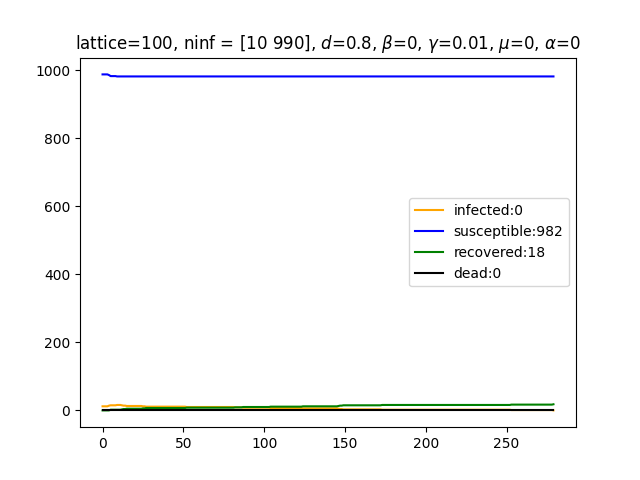 lattice=100, ninf = [10 990], d=0.8, β=0, γ=0.01, μ=0, α=0
1000
800
600
400
200
0
infected:0
susceptible:982
recovered:18
dead:0
0 50 100 150 200 250